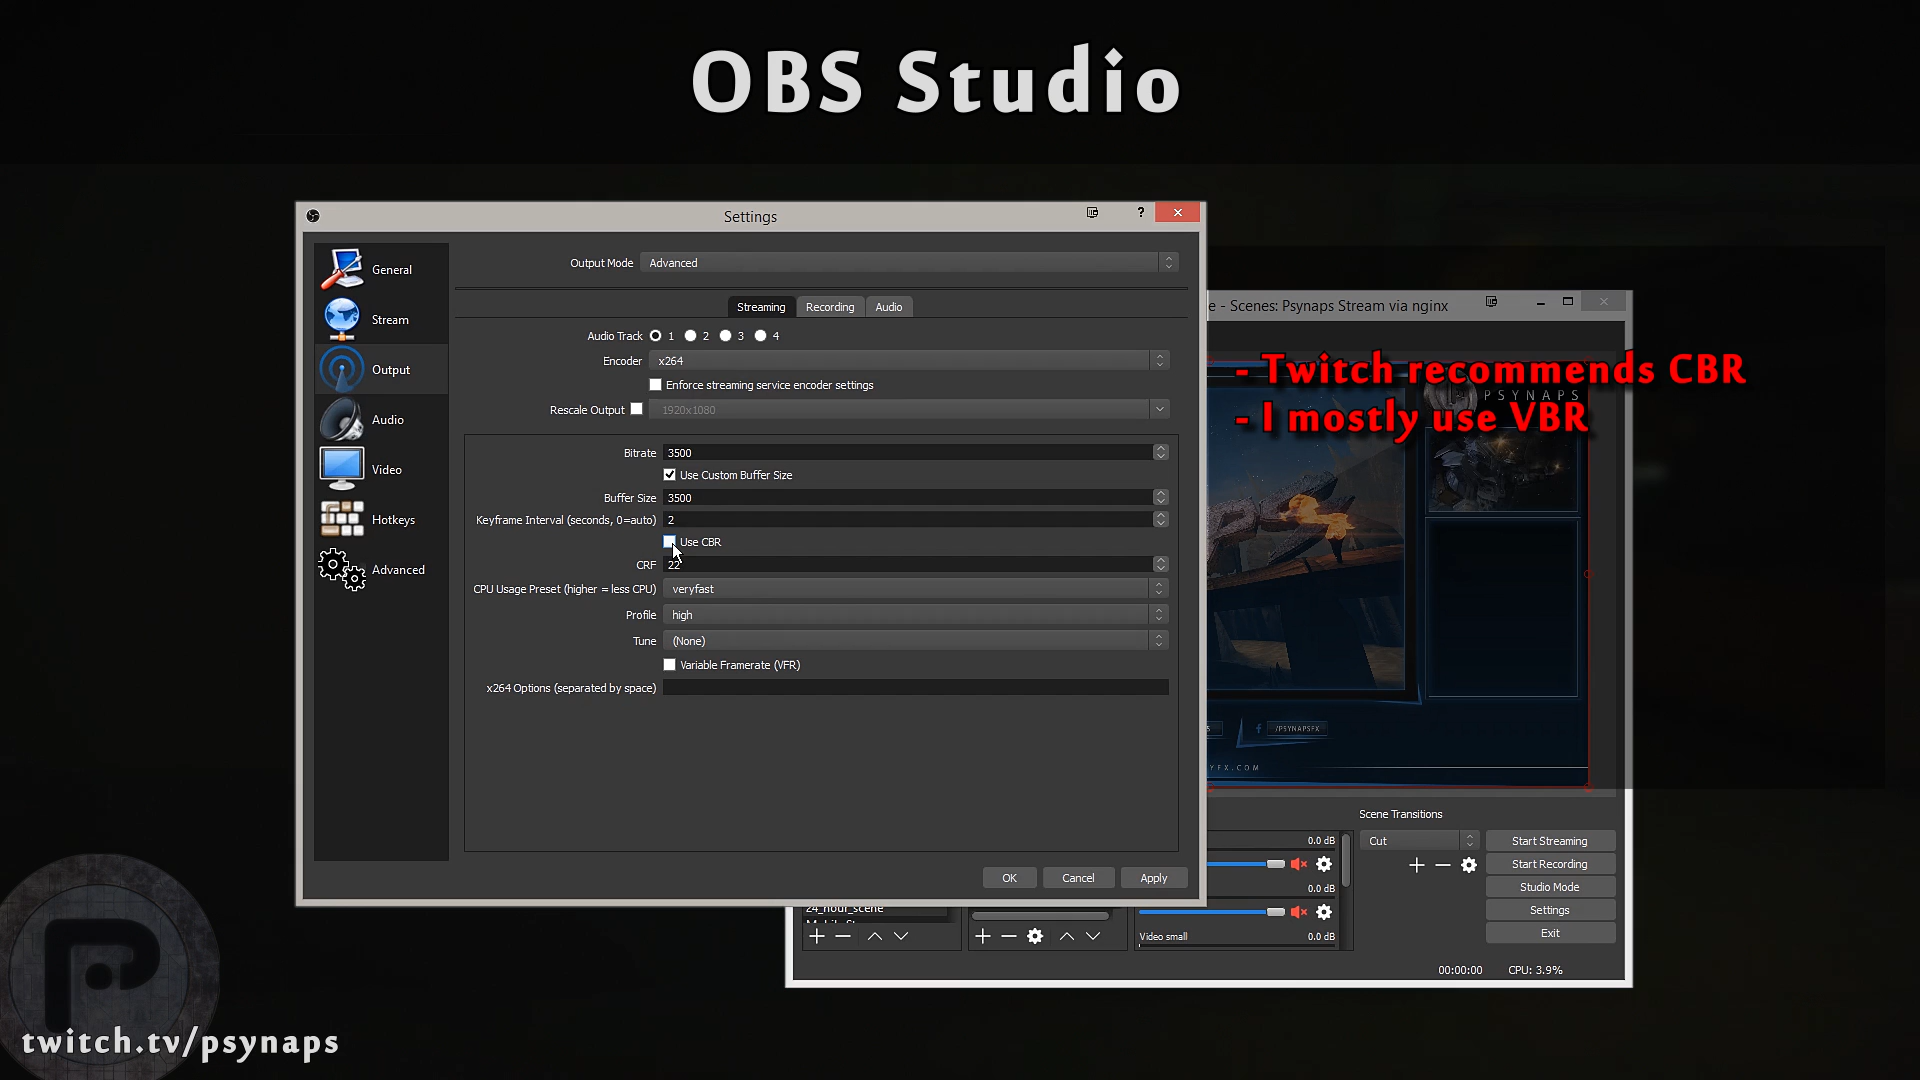 OBS Studio
Settings
?
Output Mode Advanced
General
Stream
Output
Audio
Video
Hotkeys
Advanced
Streaming Recording Audio
Audio Track 1 2 3 4
Encoder x264
Enforce streaming service encoder settings
Rescale Output 1920x1080
Bitrate 3500
Use Custom Buffer Size
Buffer Size 3500
Keyframe Interval (seconds, 0=auto) 2
Use CBR
CRF 22
CPU Usage Preset (higher = less CPU) veryfast
Profile high
Tune (None)
Variable Framerate (VFR)
x264 Options (separated by space)
OK Cancel Apply
e - Scenes: Psynaps Stream via nginx
- Twitch recommends CBR
- I mostly use VBR
PSYNAPS
/PSYNAPSFX
YFX.COM
Scene Transitions
0.0 dB
Cut
0.0 dB
Start Streaming
Start Recording
Studio Mode
Settings
Exit
24_hour_scene
Video small 0.0 dB
00:00:00 CPU: 3.9%
twitch.tv/psynaps